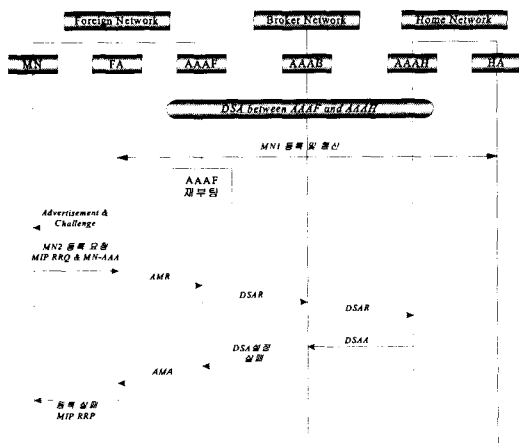 Foreign Network
Broker Network
Home Network
MN
FA
AAAF
AAAB
AAAH
HA
DSA between AAAF and AAAH
MN1 등록 및 갱신
AAAF
재부팅
Advertisement &
Challenge
MN2 등록 요청
MIP RRQ & MN-AAA
AMR
DSAR
DSAR
DSAA
DSA설정
실패
AMA
등록 실패
MIP RRP